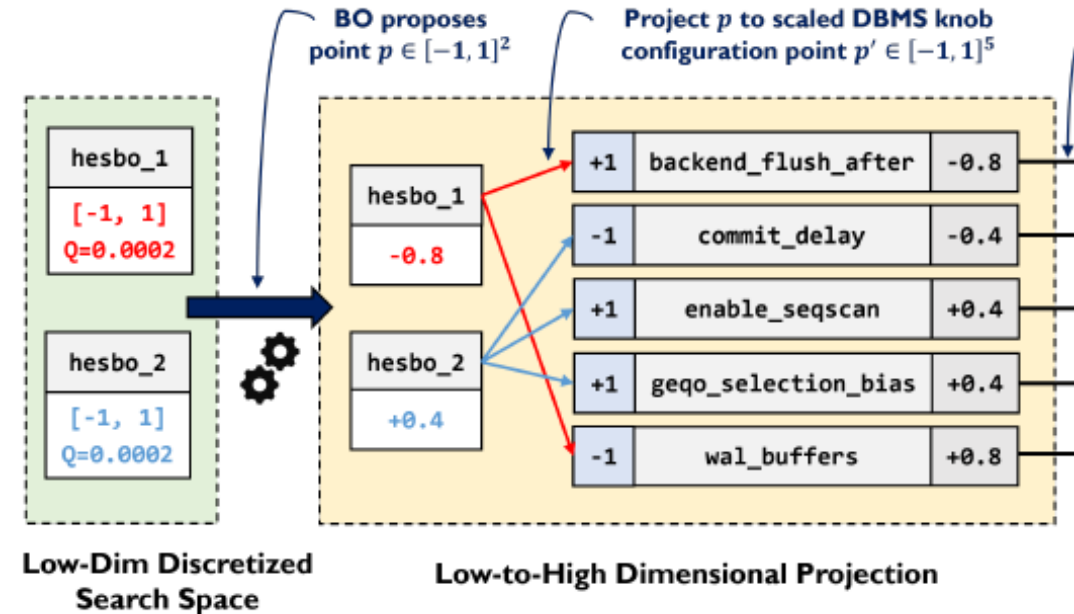 BO proposes
point p ∈ [-1, 1]²
Project p to scaled DBMS knob
configuration point p′ ∈ [-1, 1]⁵
hesbo_1
[-1, 1]
Q=0.0002
hesbo_2
[-1, 1]
Q=0.0002
hesbo_1
-0.8
hesbo_2
+0.4
+1 backend_flush_after -0.8
-1 commit_delay -0.4
+1 enable_seqscan +0.4
+1 geqo_selection_bias +0.4
-1 wal_buffers +0.8
Low-Dim Discretized
Search Space
Low-to-High Dimensional Projection